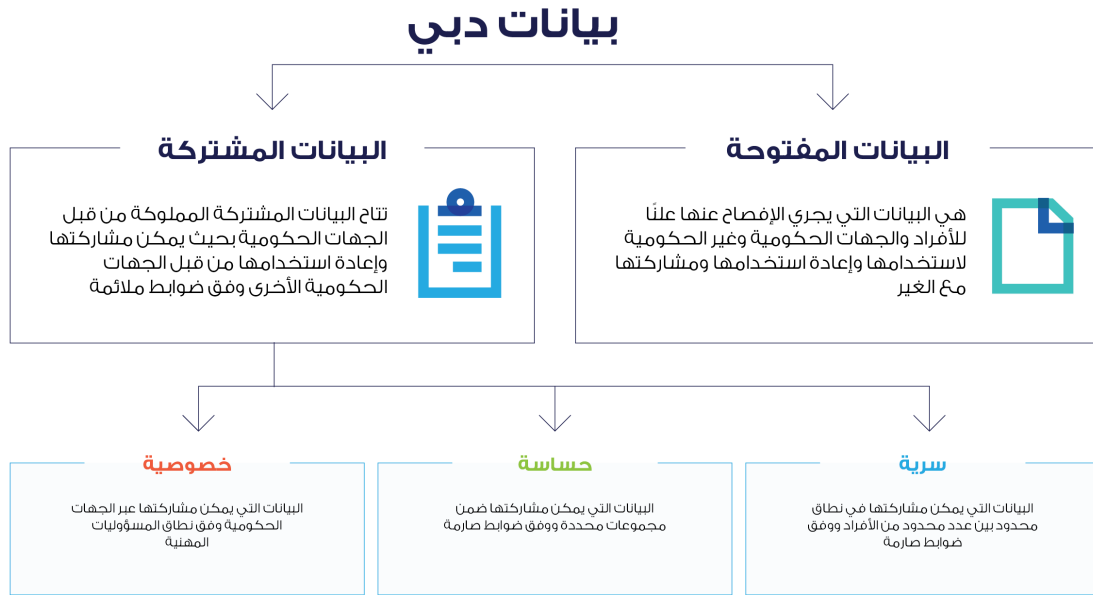 بيانات دبي
البيانات المفتوحة
هي البيانات التي يجري الإفصاح عنها علنًا
للأفراد والجهات الحكومية وغير الحكومية
لاستخدامها وإعادة استخدامها ومشاركتها
مع الغير
البيانات المشتركة
تتاح البيانات المشتركة المملوكة من قبل
الجهات الحكومية بحيث يمكن مشاركتها
وإعادة استخدامها من قبل الجهات
الحكومية الأخرى وفق ضوابط ملائمة
سرية
البيانات التي يمكن مشاركتها في نطاق
محدود بين عدد محدود من الأفراد ووفق
ضوابط صارمة
حساسة
البيانات التي يمكن مشاركتها ضمن
مجموعات محددة ووفق ضوابط صارمة
خصوصية
البيانات التي يمكن مشاركتها عبر الجهات
الحكومية وفق نطاق المسؤوليات
المهنية